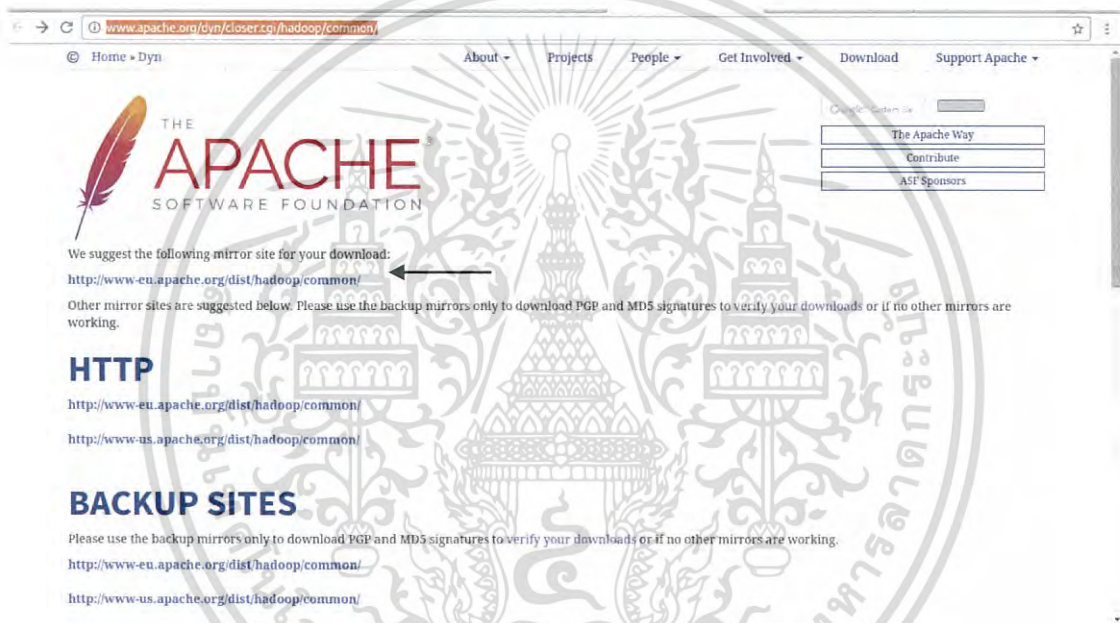 www.apache.org/dyn/closer.cgi/hadoop/common/
Home » Dyn
About
Projects
People
Get Involved
Download
Support Apache
THE
APACHE
SOFTWARE FOUNDATION
The Apache Way
Contribute
ASF Sponsors
We suggest the following mirror site for your download:
http://www-eu.apache.org/dist/hadoop/common/
Other mirror sites are suggested below. Please use the backup mirrors only to download PGP and MD5 signatures to verify your downloads or if no other mirrors are
working.
HTTP
http://www-eu.apache.org/dist/hadoop/common/
http://www-us.apache.org/dist/hadoop/common/
BACKUP SITES
Please use the backup mirrors only to download PGP and MD5 signatures to verify your downloads or if no other mirrors are working.
http://www-eu.apache.org/dist/hadoop/common/
http://www-us.apache.org/dist/hadoop/common/